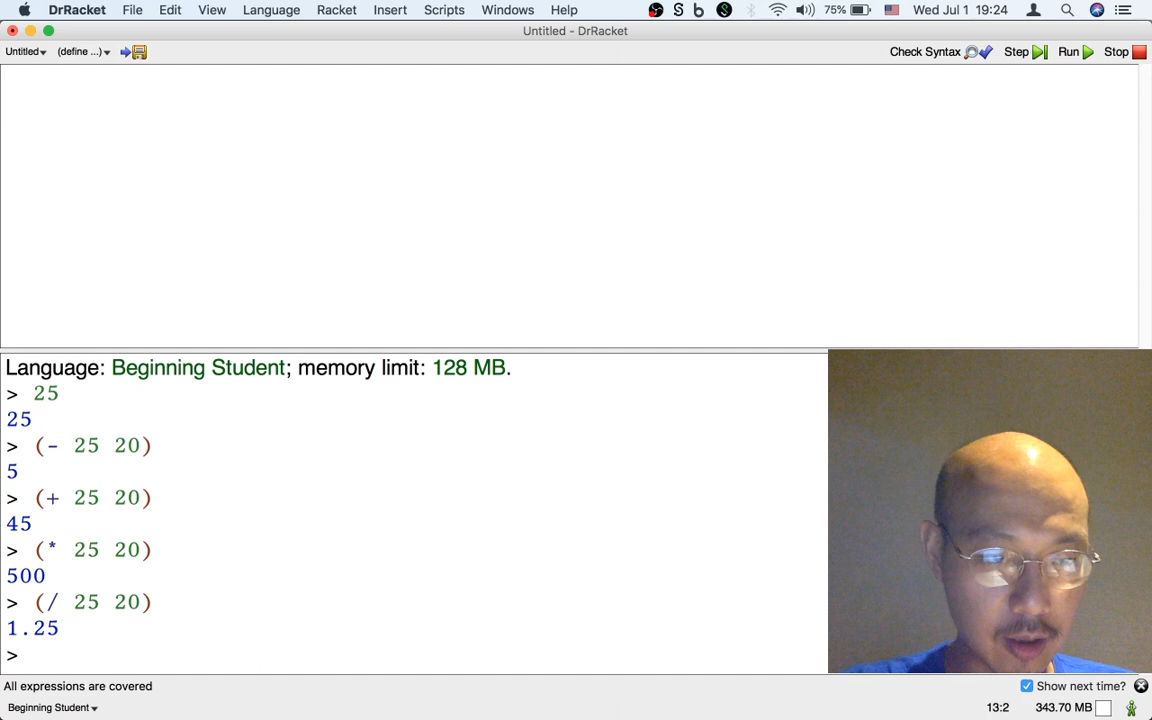 DrRacket File Edit View Language Racket Insert Scripts Windows Help 75% Wed Jul 1 19:24
Untitled - DrRacket
Untitled (define ...) Check Syntax Step Run Stop
Language: Beginning Student; memory limit: 128 MB.
> 25
25
> (- 25 20)
5
> (+ 25 20)
45
> (* 25 20)
500
> (/ 25 20)
1.25
>
All expressions are covered Show next time?
Beginning Student 13:2 343.70 MB